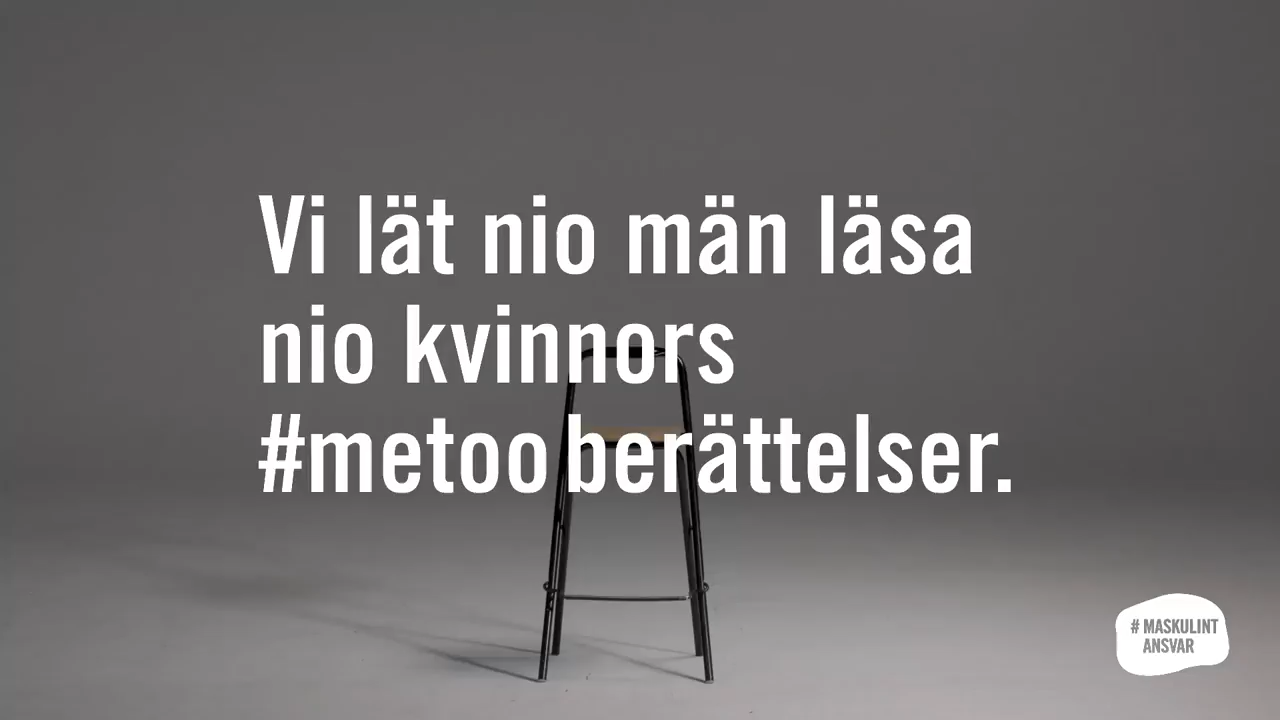 Vi lät nio män läsa
nio kvinnors
#metoo berättelser.
# MASKULINT
ANSVAR